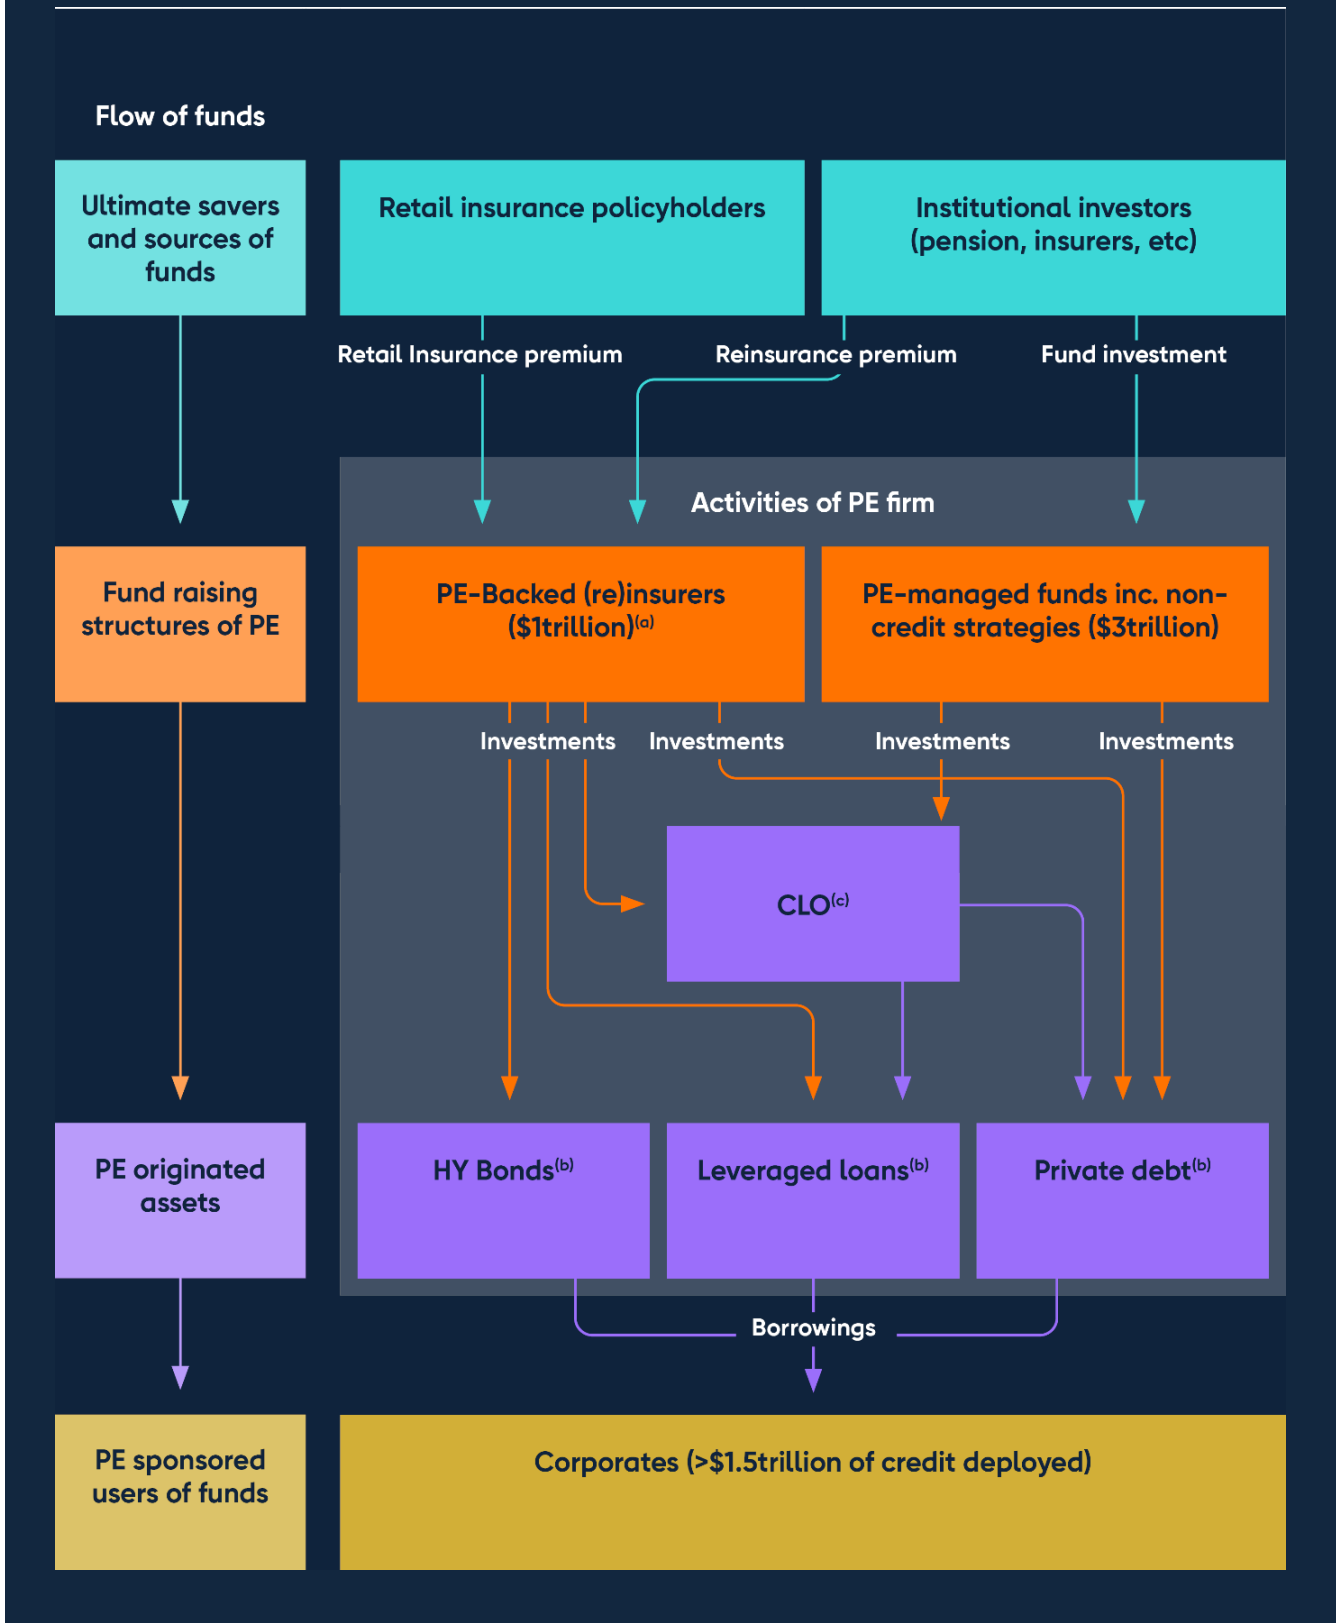 Flow of funds
Ultimate savers
and sources of
funds
Retail insurance policyholders
Institutional investors
(pension, insurers, etc)
Retail Insurance premium
Reinsurance premium
Fund investment
Activities of PE firm
Fund raising
structures of PE
PE-Backed (re)insurers
($1trillion)(a)
PE-managed funds inc. non-
credit strategies ($3trillion)
Investments
Investments
Investments
Investments
CLO(c)
PE originated
assets
HY Bonds(b)
Leveraged loans(b)
Private debt(b)
Borrowings
PE sponsored
users of funds
Corporates (>$1.5trillion of credit deployed)